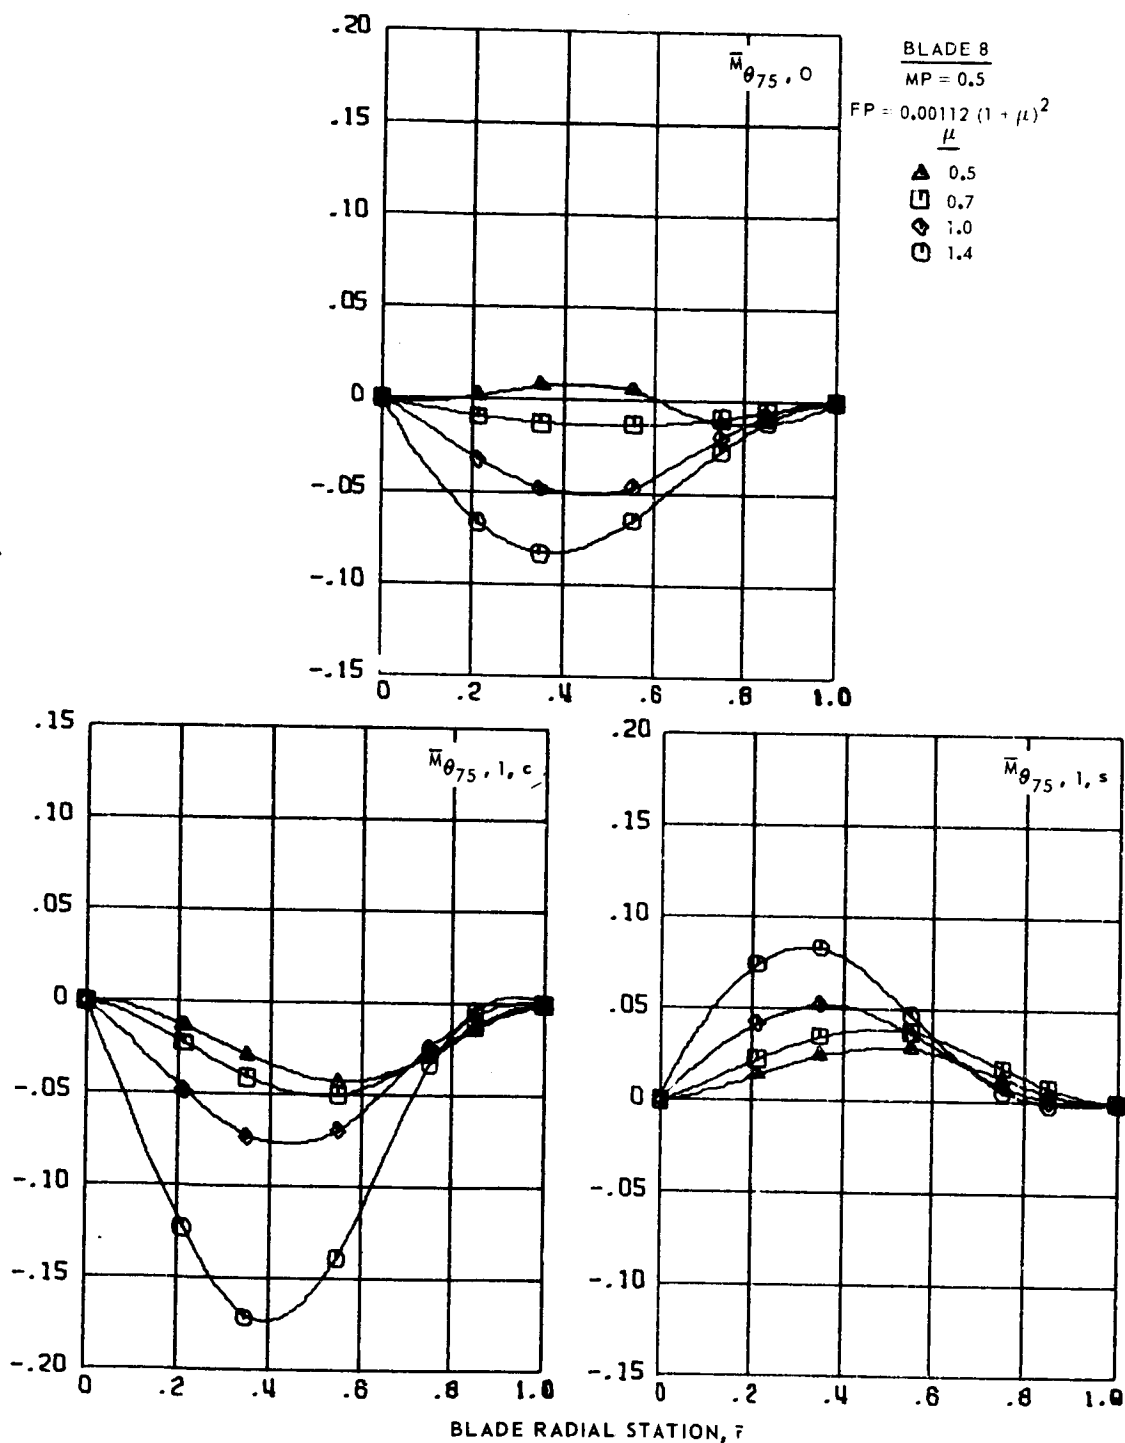 .20
.15
.10
.05
0
-.05
-.10
-.15
0 .2 .4 .6 .8 1.0
M̅θ75, 0
BLADE 8
MP = 0.5
FP = 0.00112 (1 + μ)²
μ
0.5
0.7
1.0
1.4
.15
.10
.05
0
-.05
-.10
-.15
-.20
0 .2 .4 .6 .8 1.0
M̅θ75, 1, c
.20
.15
.10
.05
0
-.05
-.10
-.15
0 .2 .4 .6 .8 1.0
M̅θ75, 1, s
BLADE RADIAL STATION, r̅